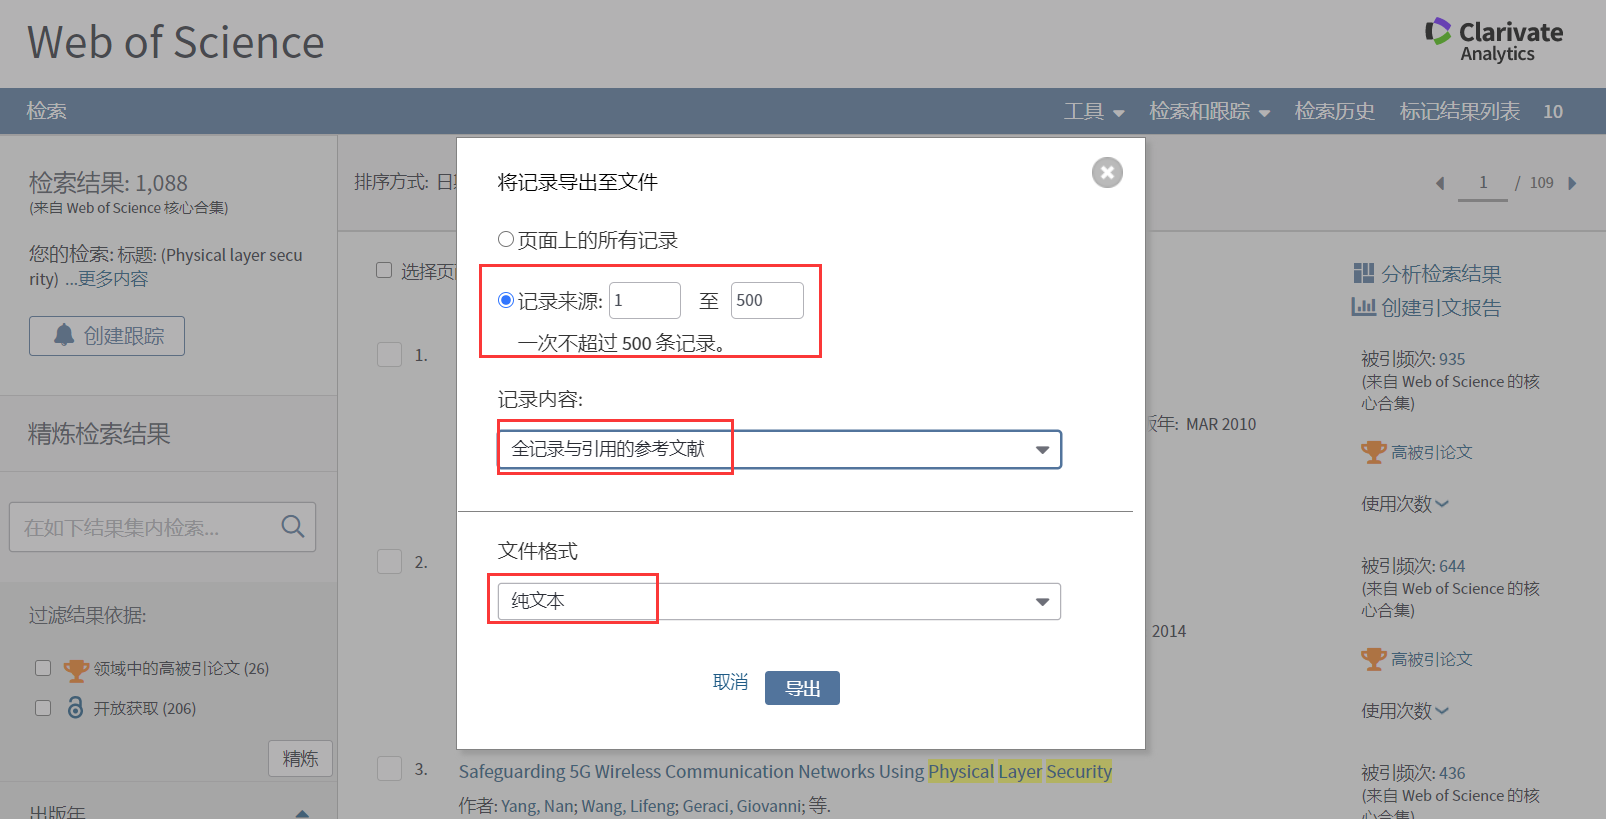 Web of Science
Clarivate
Analytics
检索
工具
检索和跟踪
检索历史
标记结果列表 10
检索结果: 1,088
(来自 Web of Science 核心合集)
您的检索: 标题: (Physical layer secu
rity) ...更多内容
创建跟踪
精炼检索结果
在如下结果集内检索...
过滤结果依据:
领域中的高被引论文 (26)
开放获取 (206)
精炼
出版年
排序方式:
1 / 109
选择页
1.
2.
3.
将记录导出至文件
页面上的所有记录
记录来源: 1 至 500
一次不超过 500 条记录。
记录内容:
全记录与引用的参考文献
文件格式
纯文本
取消
导出
Safeguarding 5G Wireless Communication Networks Using Physical Layer Security
作者: Yang, Nan; Wang, Lifeng; Geraci, Giovanni; 等.
年: MAR 2010
2014
分析检索结果
创建引文报告
被引频次: 935
(来自 Web of Science 的核
心合集)
高被引论文
使用次数
被引频次: 644
(来自 Web of Science 的核
心合集)
高被引论文
使用次数
被引频次: 436
(来自 Web of Science 的核
心合集)